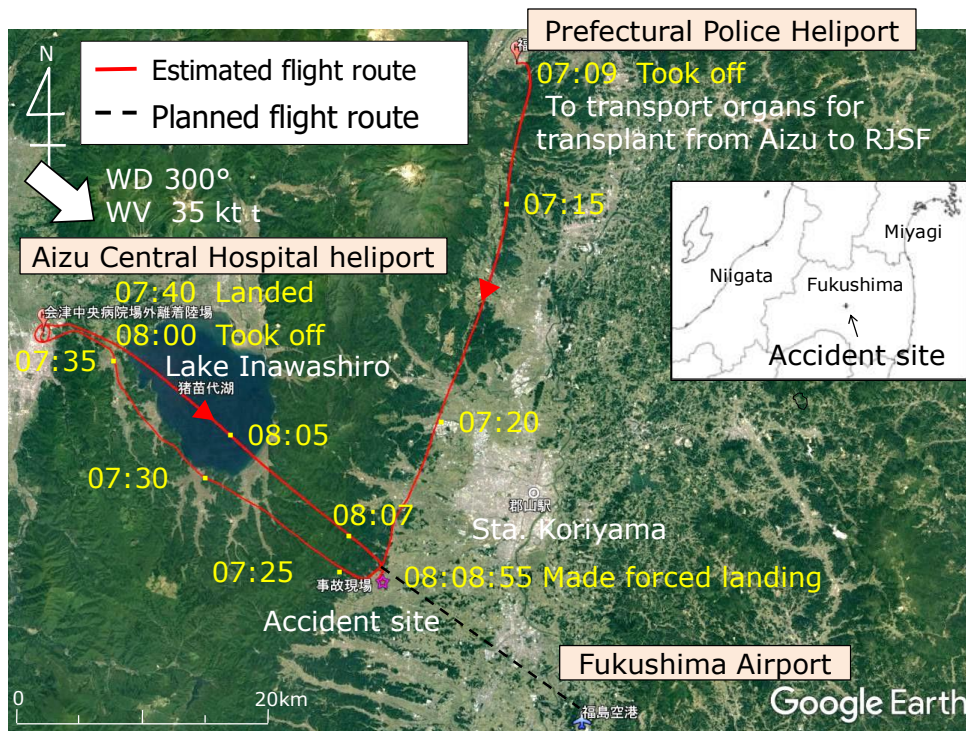 Prefectural Police Heliport
福
N
Estimated flight route
Planned flight route
07:09 Took off
To transport organs for
transplant from Aizu to RJSF
WD 300°
WV 35 kt t
07:15
Miyagi
Niigata
Fukushima
Accident site
Aizu Central Hospital heliport
07:40 Landed
会津中央病院場外離着陸場
08:00 Took off
07:35
Lake Inawashiro
猪苗代湖
07:20
08:05
07:30
郡山駅
08:07
Sta. Koriyama
07:25
事故現場
08:08:55 Made forced landing
Accident site
Fukushima Airport
0
20km
福島空港
Google Earth